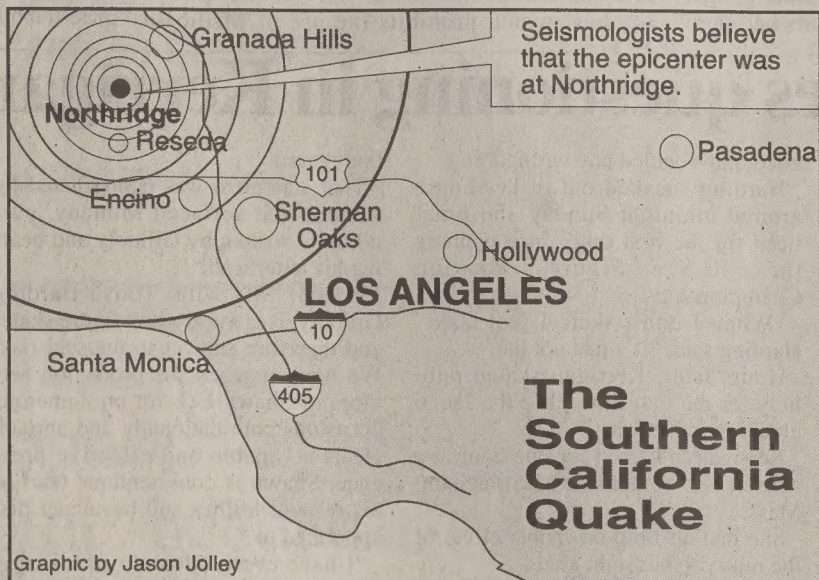 Granada Hills
Seismologists believe
that the epicenter was
at Northridge.
Northridge
Reseda
Pasadena
101
Encino
Sherman
Oaks
Hollywood
LOS ANGELES
10
Santa Monica
405
The
Southern
California
Quake
Graphic by Jason Jolley